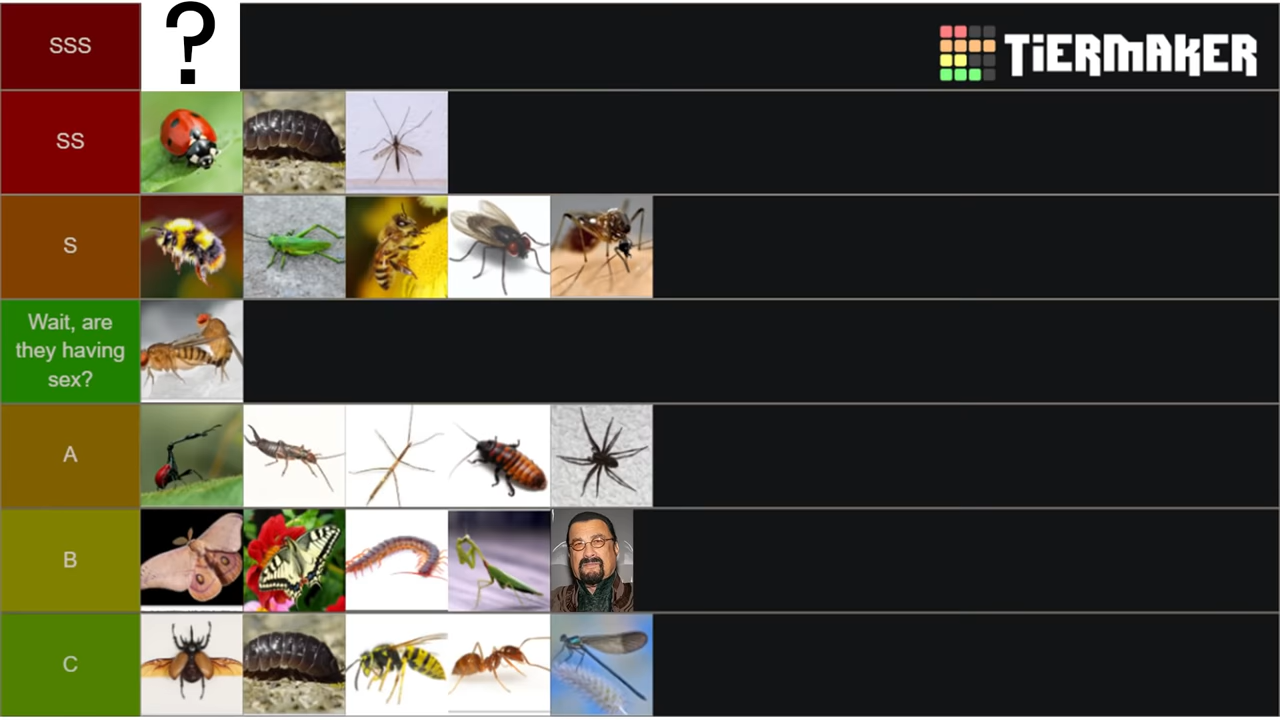 SSS
?
TiERMAKER
SS
S
Wait, are
they having
sex?
A
B
C